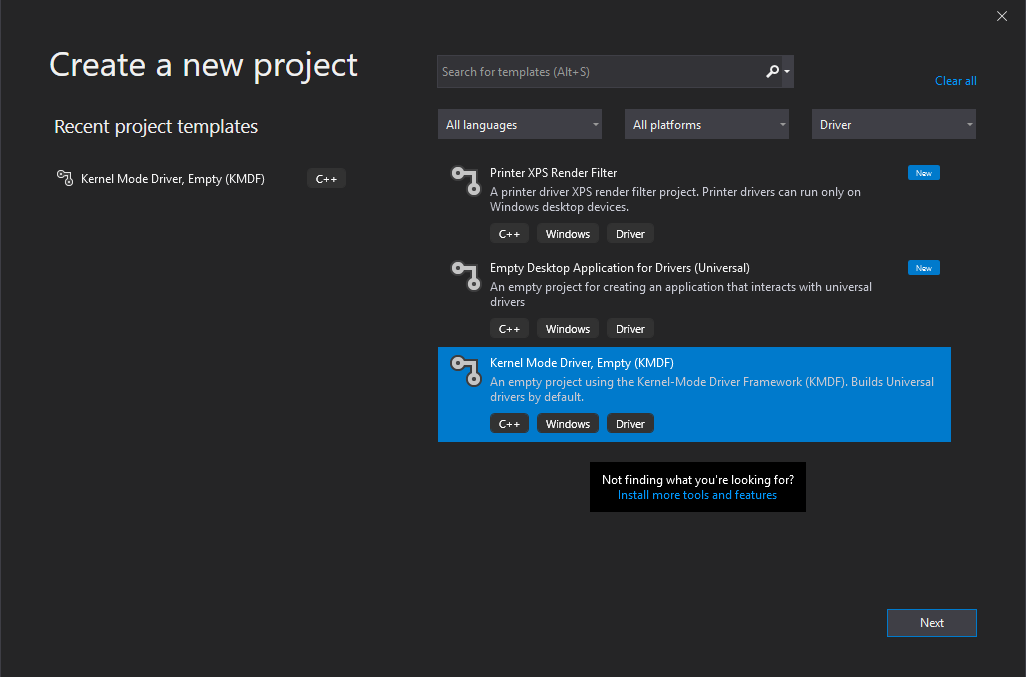 Create a new project
Search for templates (Alt+S)
Clear all
Recent project templates
All languages
All platforms
Driver
Kernel Mode Driver, Empty (KMDF)
C++
Printer XPS Render Filter
New
A printer driver XPS render filter project. Printer drivers can run only on
Windows desktop devices.
C++ Windows Driver
Empty Desktop Application for Drivers (Universal)
New
An empty project for creating an application that interacts with universal
drivers
C++ Windows Driver
Kernel Mode Driver, Empty (KMDF)
An empty project using the Kernel-Mode Driver Framework (KMDF). Builds Universal
drivers by default.
C++ Windows Driver
Not finding what you're looking for?
Install more tools and features
Next